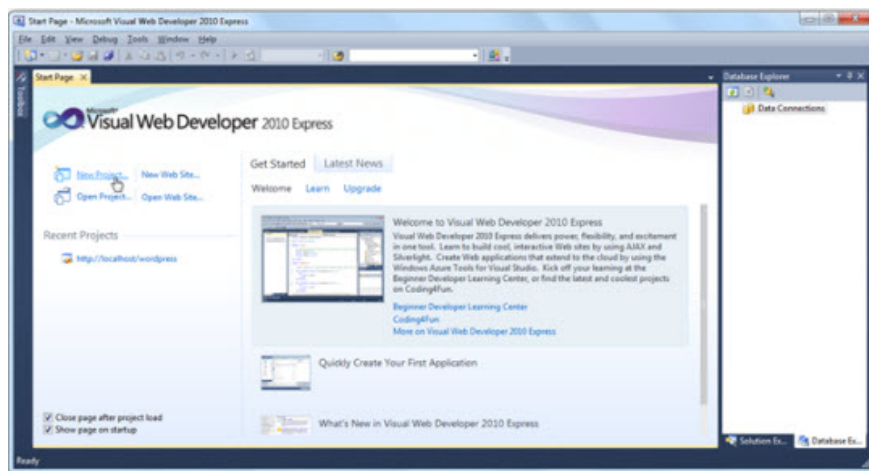 Start Page - Microsoft Visual Web Developer 2010 Express
File Edit View Debug Tools Window Help
Toolbox
Start Page
Database Explorer
Data Connections
Microsoft
Visual Web Developer 2010 Express
New Project... New Web Site...
Open Project... Open Web Site...
Recent Projects
http://localhost/wordpress
Get Started Latest News
Welcome Learn Upgrade
Welcome to Visual Web Developer 2010 Express
Visual Web Developer 2010 Express delivers power, flexibility, and excitement
in one tool. Learn to build cool, interactive Web sites by using AJAX and
Silverlight. Create Web applications that extend to the cloud by using the
Windows Azure Tools for Visual Studio. Kick off your learning at the
Beginner Developer Learning Center, or find the latest and coolest projects
on Coding4Fun.
Beginner Developer Learning Center
Coding4Fun
More on Visual Web Developer 2010 Express
Quickly Create Your First Application
What's New in Visual Web Developer 2010 Express
Close page after project load
Show page on startup
Solution Ex... Database Ex...
Ready